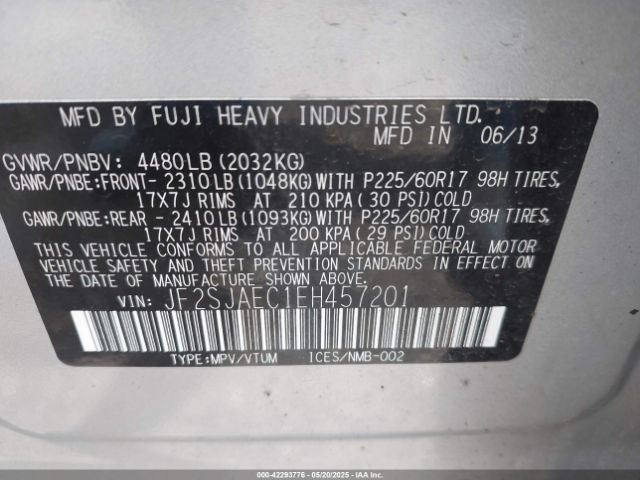 MFD BY FUJI HEAVY INDUSTRIES LTD.
MFD IN 06/13
GVWR/PNBV: 4480LB (2032KG)
GAWR/PNBE:FRONT- 2310LB (1048KG)WITH P225/60R17 98H TIRES,
17X7J RIMS AT 210 KPA (30 PSI) COLD
GAWR/PNBE:REAR - 2410LB (1093KG)WITH P225/60R17 98H TIRES,
17X7J RIMS AT 200 KPA (29 PSI) COLD
THIS VEHICLE CONFORMS TO ALL APPLICABLE FEDERAL MOTOR
VEHICLE SAFETY AND THEFT PREVENTION STANDARDS IN EFFECT
ON THE DATE OF MANUFACTURE SHOWN ABOVE.
VIN: JF2SJAEC1EH457201
TYPE:MPV/VTUM ICES/NMB-002
000-42293776 - 05/20/2025 - IAAI.COM